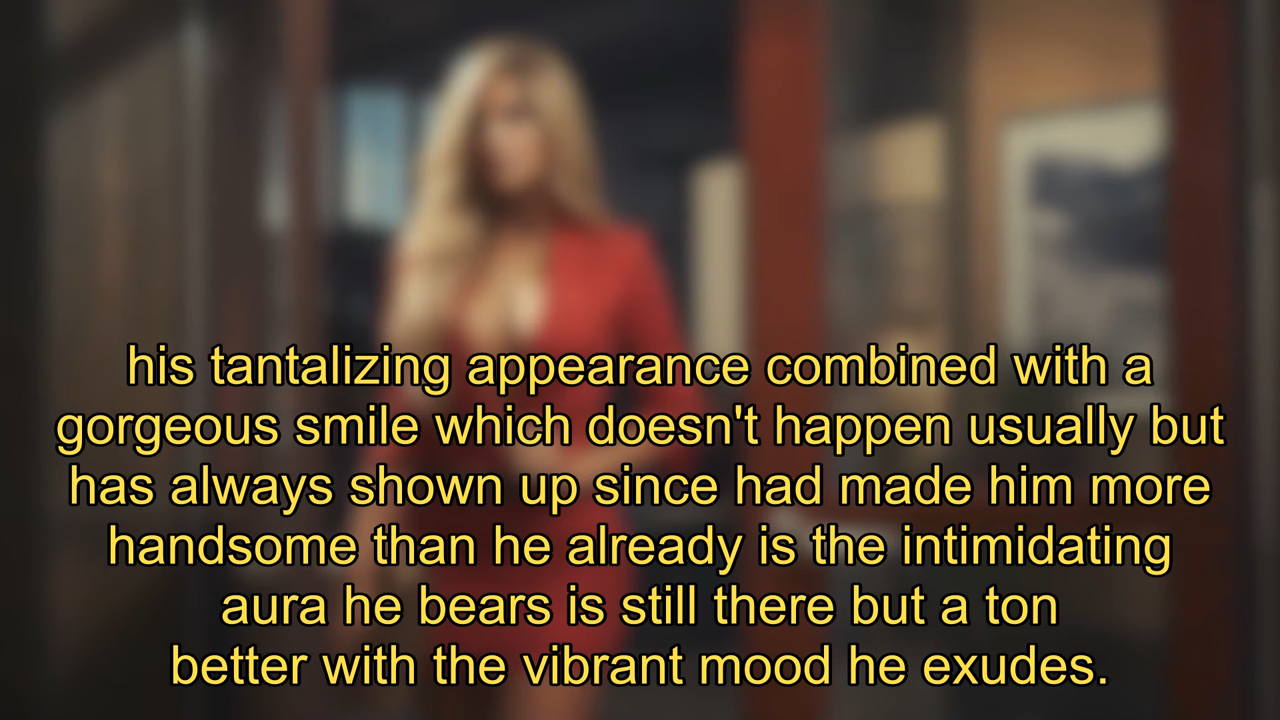 his tantalizing appearance combined with a
gorgeous smile which doesn't happen usually but
has always shown up since had made him more
handsome than he already is the intimidating
aura he bears is still there but a ton
better with the vibrant mood he exudes.